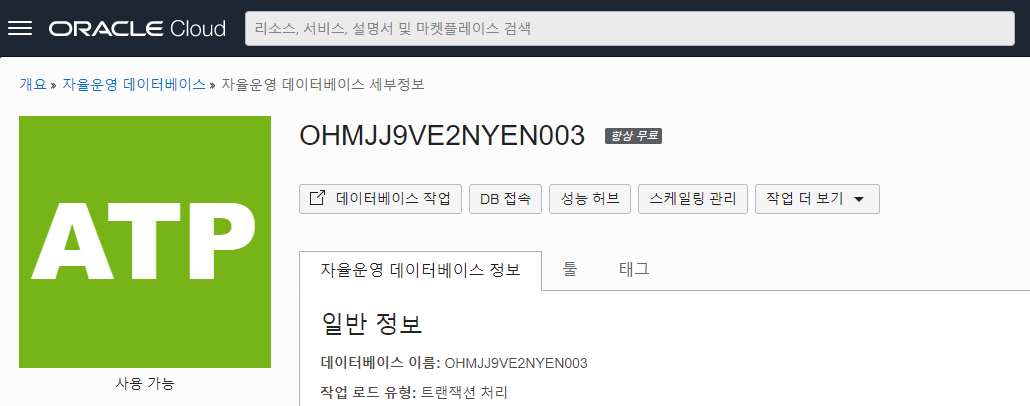 ORACLE Cloud 리소스, 서비스, 설명서 및 마켓플레이스 검색
개요 » 자율운영 데이터베이스 » 자율운영 데이터베이스 세부정보
ATP
사용 가능
OHMJJ9VE2NYEN003 항상 무료
데이터베이스 작업 DB 접속 성능 허브 스케일링 관리 작업 더 보기
자율운영 데이터베이스 정보 툴 태그
일반 정보
데이터베이스 이름: OHMJJ9VE2NYEN003
작업 로드 유형: 트랜잭션 처리